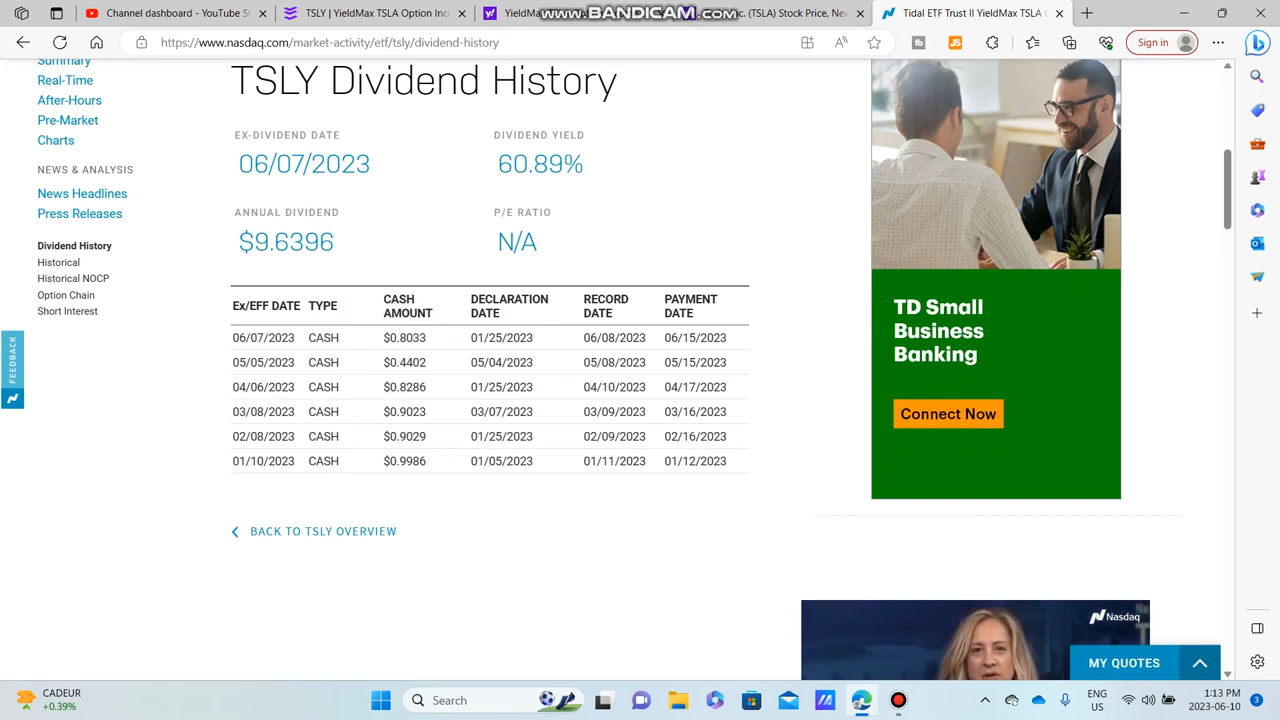 Channel dashboard - YouTube S
YieldMax TSLA Option Inc
YieldMax
www.BANDICAM.com
Inc. (TSLA) Stock Price, New
Tidal ETF Trust II YieldMax TSLA C
https://www.nasdaq.com/market-activity/etf/tsly/dividend-history
Sign in
Summary
Real-Time
After-Hours
Pre-Market
Charts
NEWS & ANALYSIS
News Headlines
Press Releases
Dividend History
Historical
Historical NOCP
Option Chain
Short Interest
FEEDBACK
TSLY Dividend History
EX-DIVIDEND DATE
DIVIDEND YIELD
06/07/2023
60.89%
ANNUAL DIVIDEND
P/E RATIO
$9.6396
N/A
Ex/EFF DATE TYPE CASH AMOUNT DECLARATION DATE RECORD DATE PAYMENT DATE
06/07/2023 CASH $0.8033 01/25/2023 06/08/2023 06/15/2023
05/05/2023 CASH $0.4402 05/04/2023 05/08/2023 05/15/2023
04/06/2023 CASH $0.8286 01/25/2023 04/10/2023 04/17/2023
03/08/2023 CASH $0.9023 03/07/2023 03/09/2023 03/16/2023
02/08/2023 CASH $0.9029 01/25/2023 02/09/2023 02/16/2023
01/10/2023 CASH $0.9986 01/05/2023 01/11/2023 01/12/2023
BACK TO TSLY OVERVIEW
TD Small
Business
Banking
Connect Now
Nasdaq
MY QUOTES
CADEUR
+0.39%
Search
ENG
US
1:13 PM
2023-06-10
3